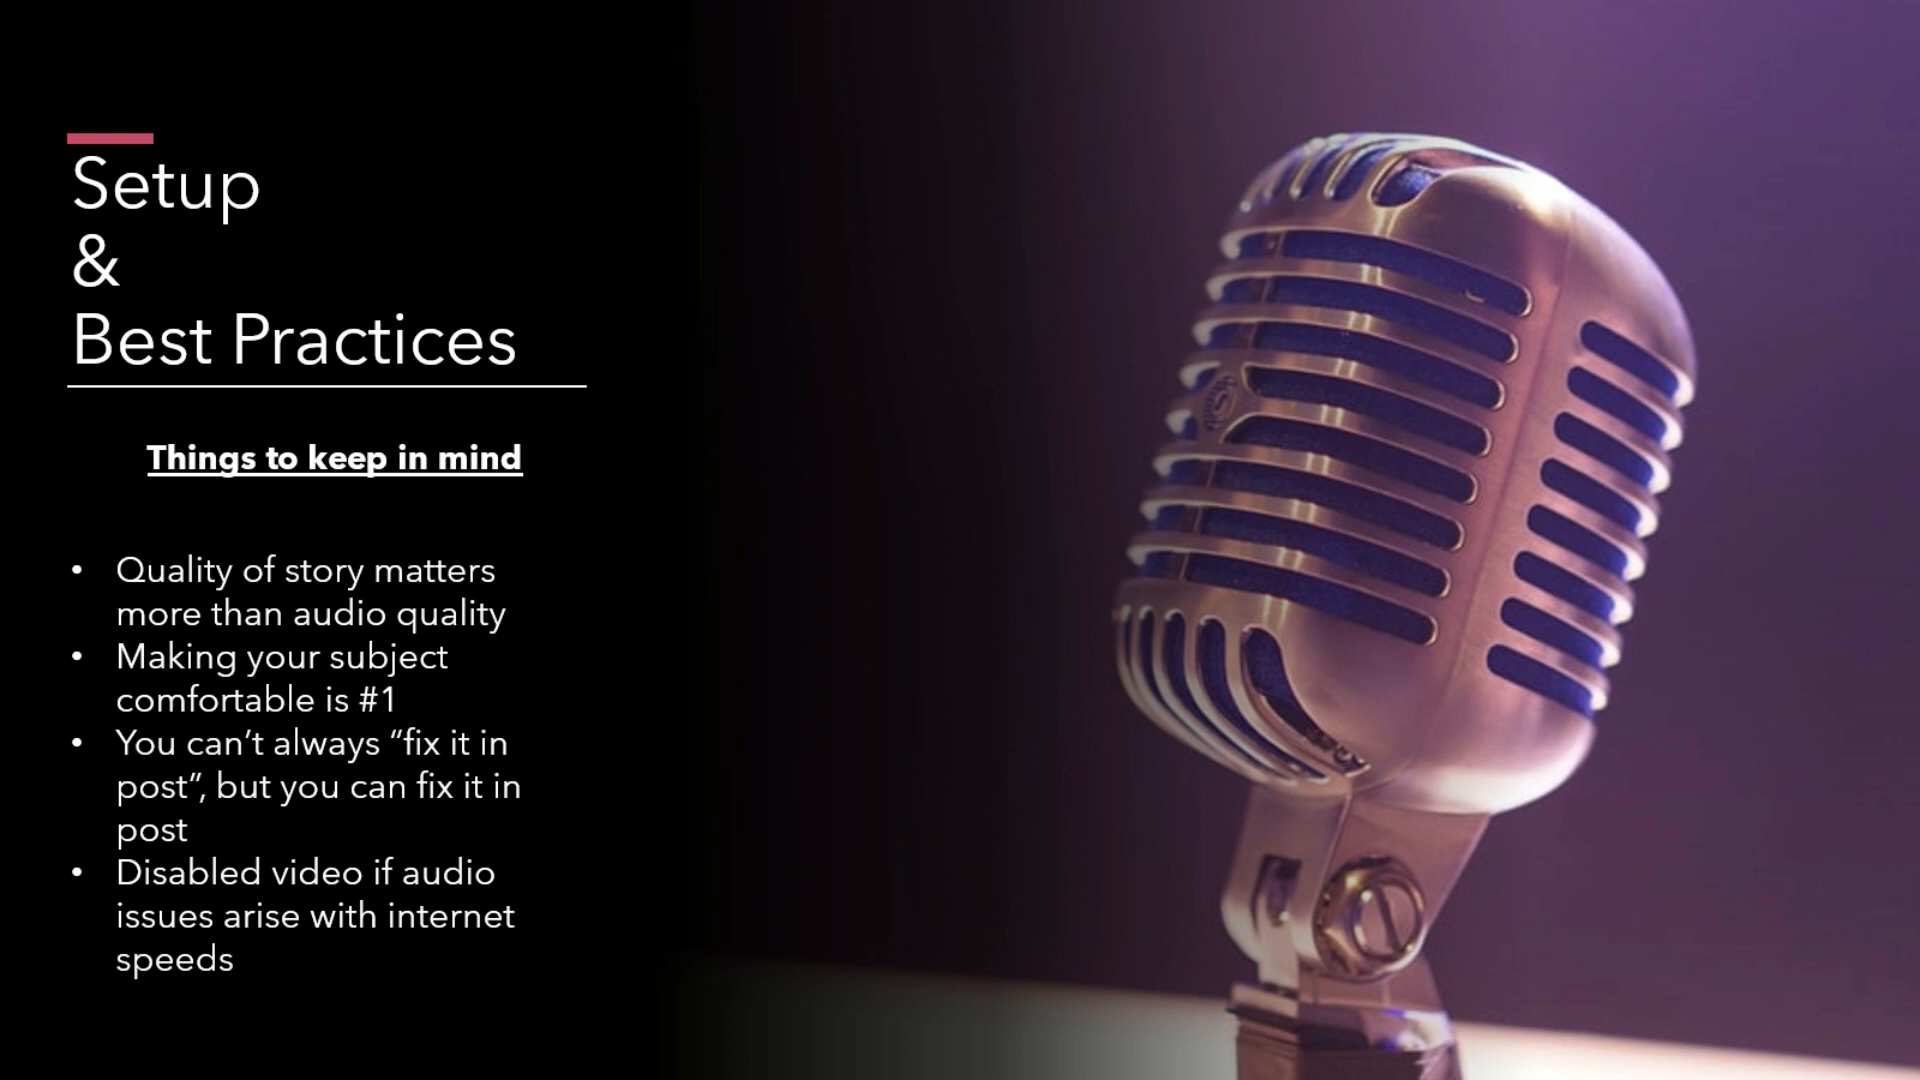 Setup
&
Best Practices
Things to keep in mind
• Quality of story matters
more than audio quality
• Making your subject
comfortable is #1
• You can’t always “fix it in
post”, but you can fix it in
post
• Disabled video if audio
issues arise with internet
speeds